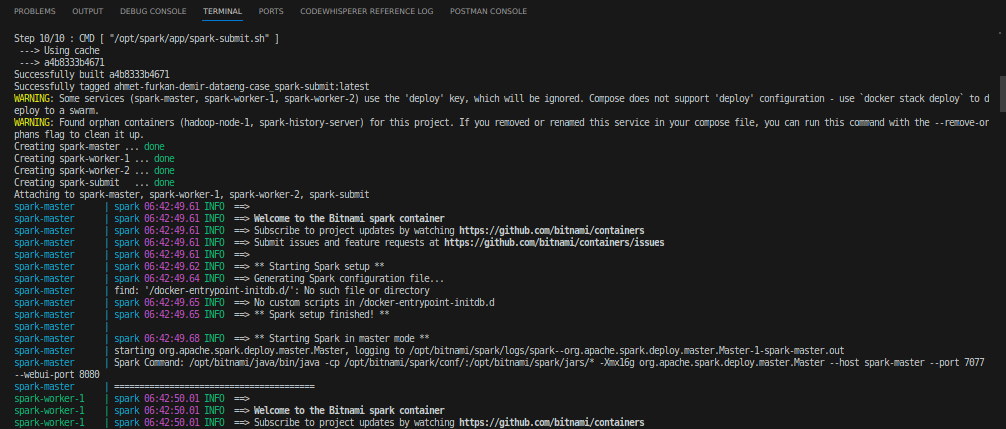 PROBLEMS OUTPUT DEBUG CONSOLE TERMINAL PORTS CODEWHISPERER REFERENCE LOG POSTMAN CONSOLE
Step 10/10 : CMD [ "/opt/spark/app/spark-submit.sh" ]
 ---> Using cache
 ---> a4b8333b4671
Successfully built a4b8333b4671
Successfully tagged ahmet-furkan-demir-dataeng-case_spark-submit:latest
WARNING: Some services (spark-master, spark-worker-1, spark-worker-2) use the 'deploy' key, which will be ignored. Compose does not support 'deploy' configuration - use `docker stack deploy` to d
eploy to a swarm.
WARNING: Found orphan containers (hadoop-node-1, spark-history-server) for this project. If you removed or renamed this service in your compose file, you can run this command with the --remove-or
phans flag to clean it up.
Creating spark-master ... done
Creating spark-worker-1 ... done
Creating spark-worker-2 ... done
Creating spark-submit   ... done
Attaching to spark-master, spark-worker-1, spark-worker-2, spark-submit
spark-master      | spark 06:42:49.61 INFO  ==>
spark-master      | spark 06:42:49.61 INFO  ==> Welcome to the Bitnami spark container
spark-master      | spark 06:42:49.61 INFO  ==> Subscribe to project updates by watching https://github.com/bitnami/containers
spark-master      | spark 06:42:49.61 INFO  ==> Submit issues and feature requests at https://github.com/bitnami/containers/issues
spark-master      | spark 06:42:49.61 INFO  ==>
spark-master      | spark 06:42:49.62 INFO  ==> ** Starting Spark setup **
spark-master      | spark 06:42:49.64 INFO  ==> Generating Spark configuration file...
spark-master      | find: '/docker-entrypoint-initdb.d/': No such file or directory
spark-master      | spark 06:42:49.65 INFO  ==> No custom scripts in /docker-entrypoint-initdb.d
spark-master      | spark 06:42:49.65 INFO  ==> ** Spark setup finished! **
spark-master      |
spark-master      | spark 06:42:49.68 INFO  ==> ** Starting Spark in master mode **
spark-master      | starting org.apache.spark.deploy.master.Master, logging to /opt/bitnami/spark/logs/spark--org.apache.spark.deploy.master.Master-1-spark-master.out
spark-master      | Spark Command: /opt/bitnami/java/bin/java -cp /opt/bitnami/spark/conf/:/opt/bitnami/spark/jars/* -Xmx16g org.apache.spark.deploy.master.Master --host spark-master --port 7077
--webui-port 8080
spark-master      | ========================================
spark-worker-1    | spark 06:42:50.01 INFO  ==>
spark-worker-1    | spark 06:42:50.01 INFO  ==> Welcome to the Bitnami spark container
spark-worker-1    | spark 06:42:50.01 INFO  ==> Subscribe to project updates by watching https://github.com/bitnami/containers